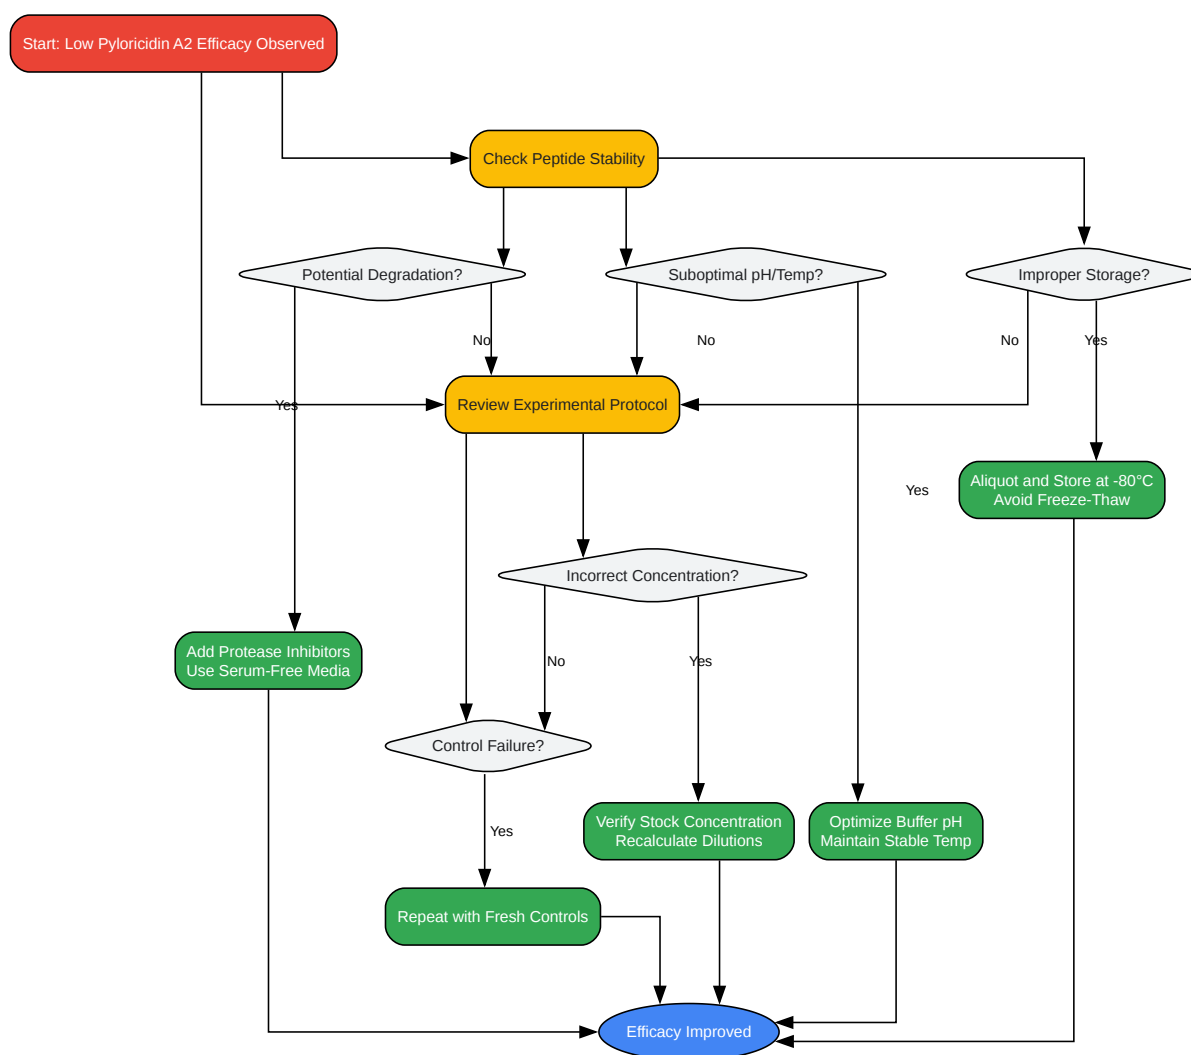 Start: Low Pyloricidin A2 Efficacy Observed
Check Peptide Stability
Potential Degradation?
Suboptimal pH/Temp?
Improper Storage?
No
No
No
Yes
Yes
Review Experimental Protocol
Yes
Aliquot and Store at -80°C
Avoid Freeze-Thaw
Incorrect Concentration?
Add Protease Inhibitors
Use Serum-Free Media
No
Yes
Control Failure?
Yes
Verify Stock Concentration
Recalculate Dilutions
Optimize Buffer pH
Maintain Stable Temp
Repeat with Fresh Controls
Efficacy Improved